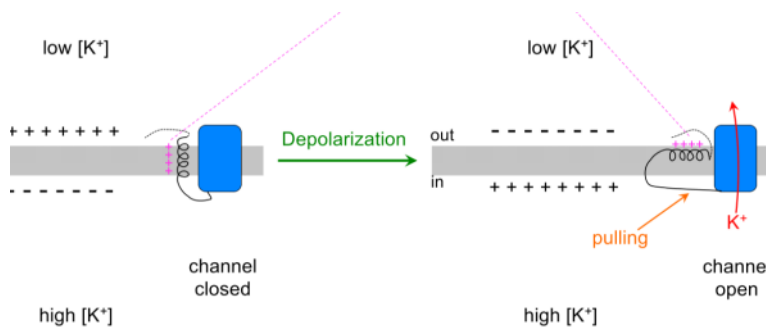 low [K⁺]
low [K⁺]
+ + + + + + +
- - - - - - -
+ + + +
Depolarization
out
in
- - - - - - - -
+ + + + + + + +
+ + + +
K⁺
pulling
channel
closed
channe
open
high [K⁺]
high [K⁺]